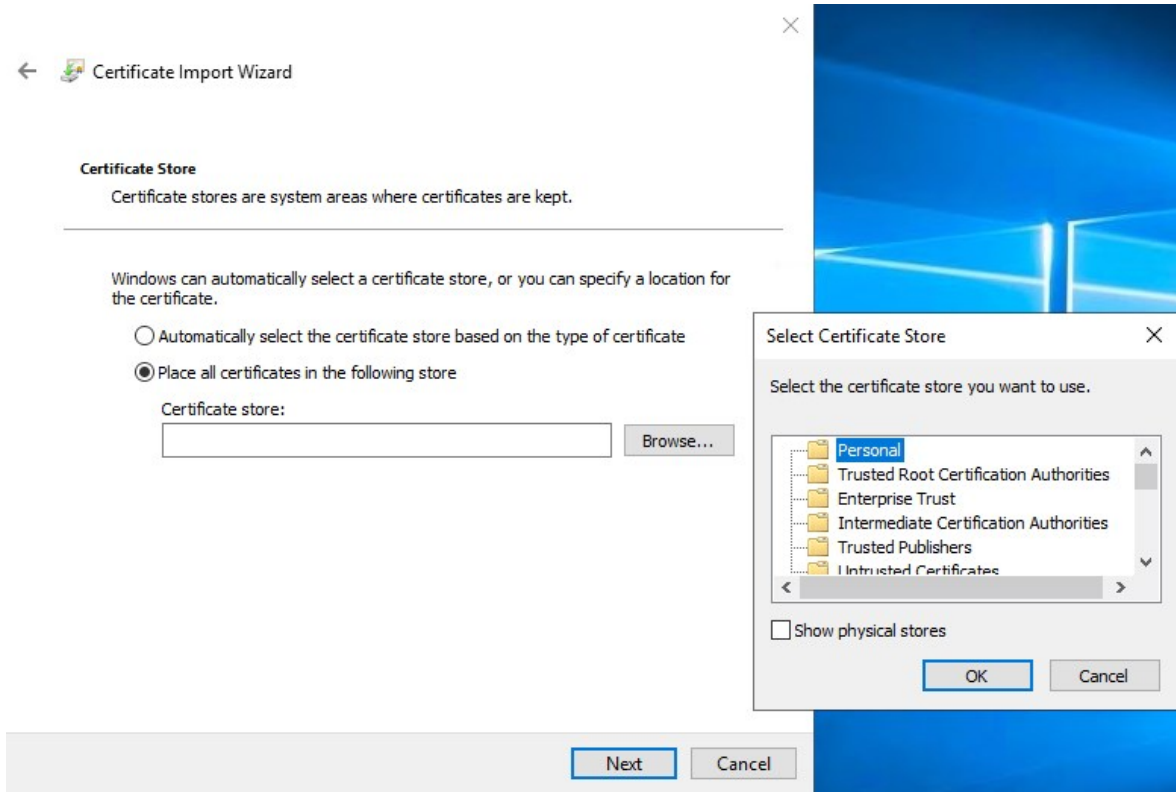 Certificate Import Wizard
Certificate Store
Certificate stores are system areas where certificates are kept.
Windows can automatically select a certificate store, or you can specify a location for
the certificate.
Automatically select the certificate store based on the type of certificate
Place all certificates in the following store
Certificate store:
Browse...
Next
Cancel
Select Certificate Store
Select the certificate store you want to use.
Personal
Trusted Root Certification Authorities
Enterprise Trust
Intermediate Certification Authorities
Trusted Publishers
Untrusted Certificates
Show physical stores
OK
Cancel